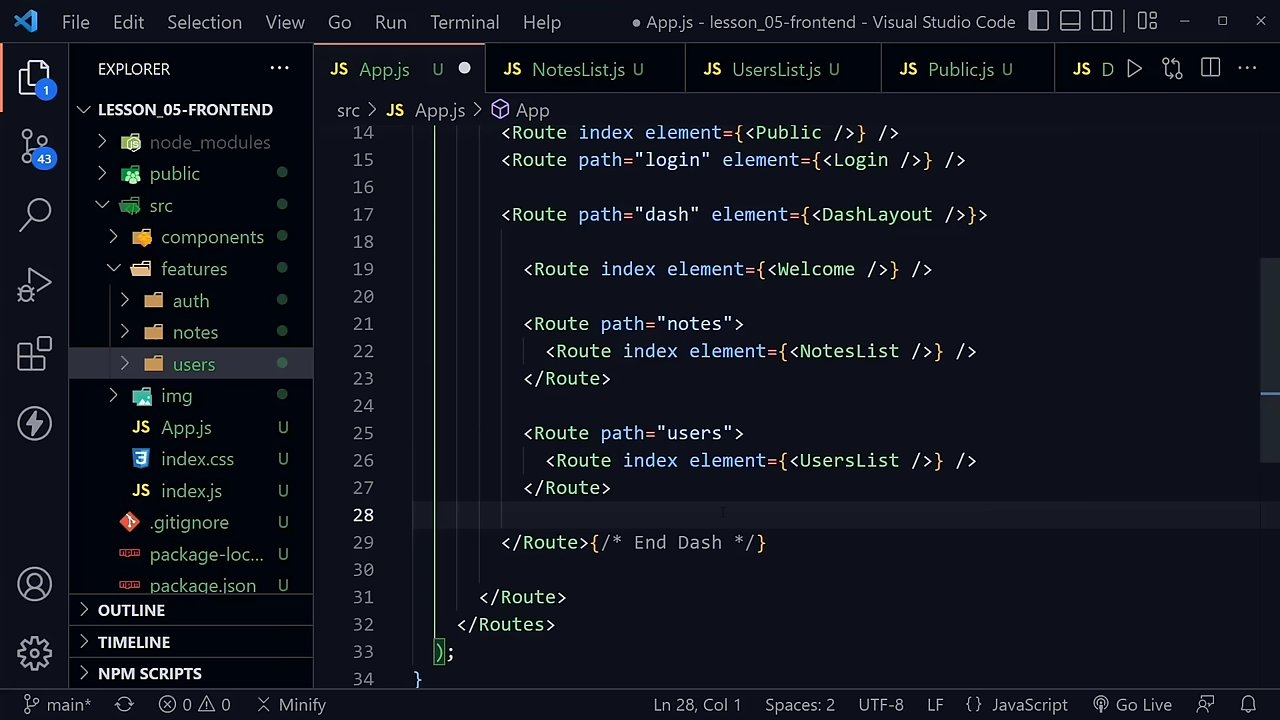 File Edit Selection View Go Run Terminal Help ● App.js - lesson_05-frontend - Visual Studio Code
EXPLORER ···
JS App.js U ●
JS NotesList.js U
JS UsersList.js U
JS Public.js U
JS D
src > JS App.js > App
1
43
LESSON_05-FRONTEND
node_modules
public
src
components
features
auth
notes
users
img
JS App.js U
index.css U
JS index.js U
.gitignore U
package-loc... U
package.json U
OUTLINE
TIMELINE
NPM SCRIPTS
14 <Route index element={<Public />} />
15 <Route path="login" element={<Login />} />
16
17 <Route path="dash" element={<DashLayout />}>
18
19 <Route index element={<Welcome />} />
20
21 <Route path="notes">
22 <Route index element={<NotesList />} />
23 </Route>
24
25 <Route path="users">
26 <Route index element={<UsersList />} />
27 </Route>
28
29 </Route>{/* End Dash */}
30
31 </Route>
32 </Routes>
33 );
34 }
main* 0 0 Minify Ln 28, Col 1 Spaces: 2 UTF-8 LF {} JavaScript Go Live